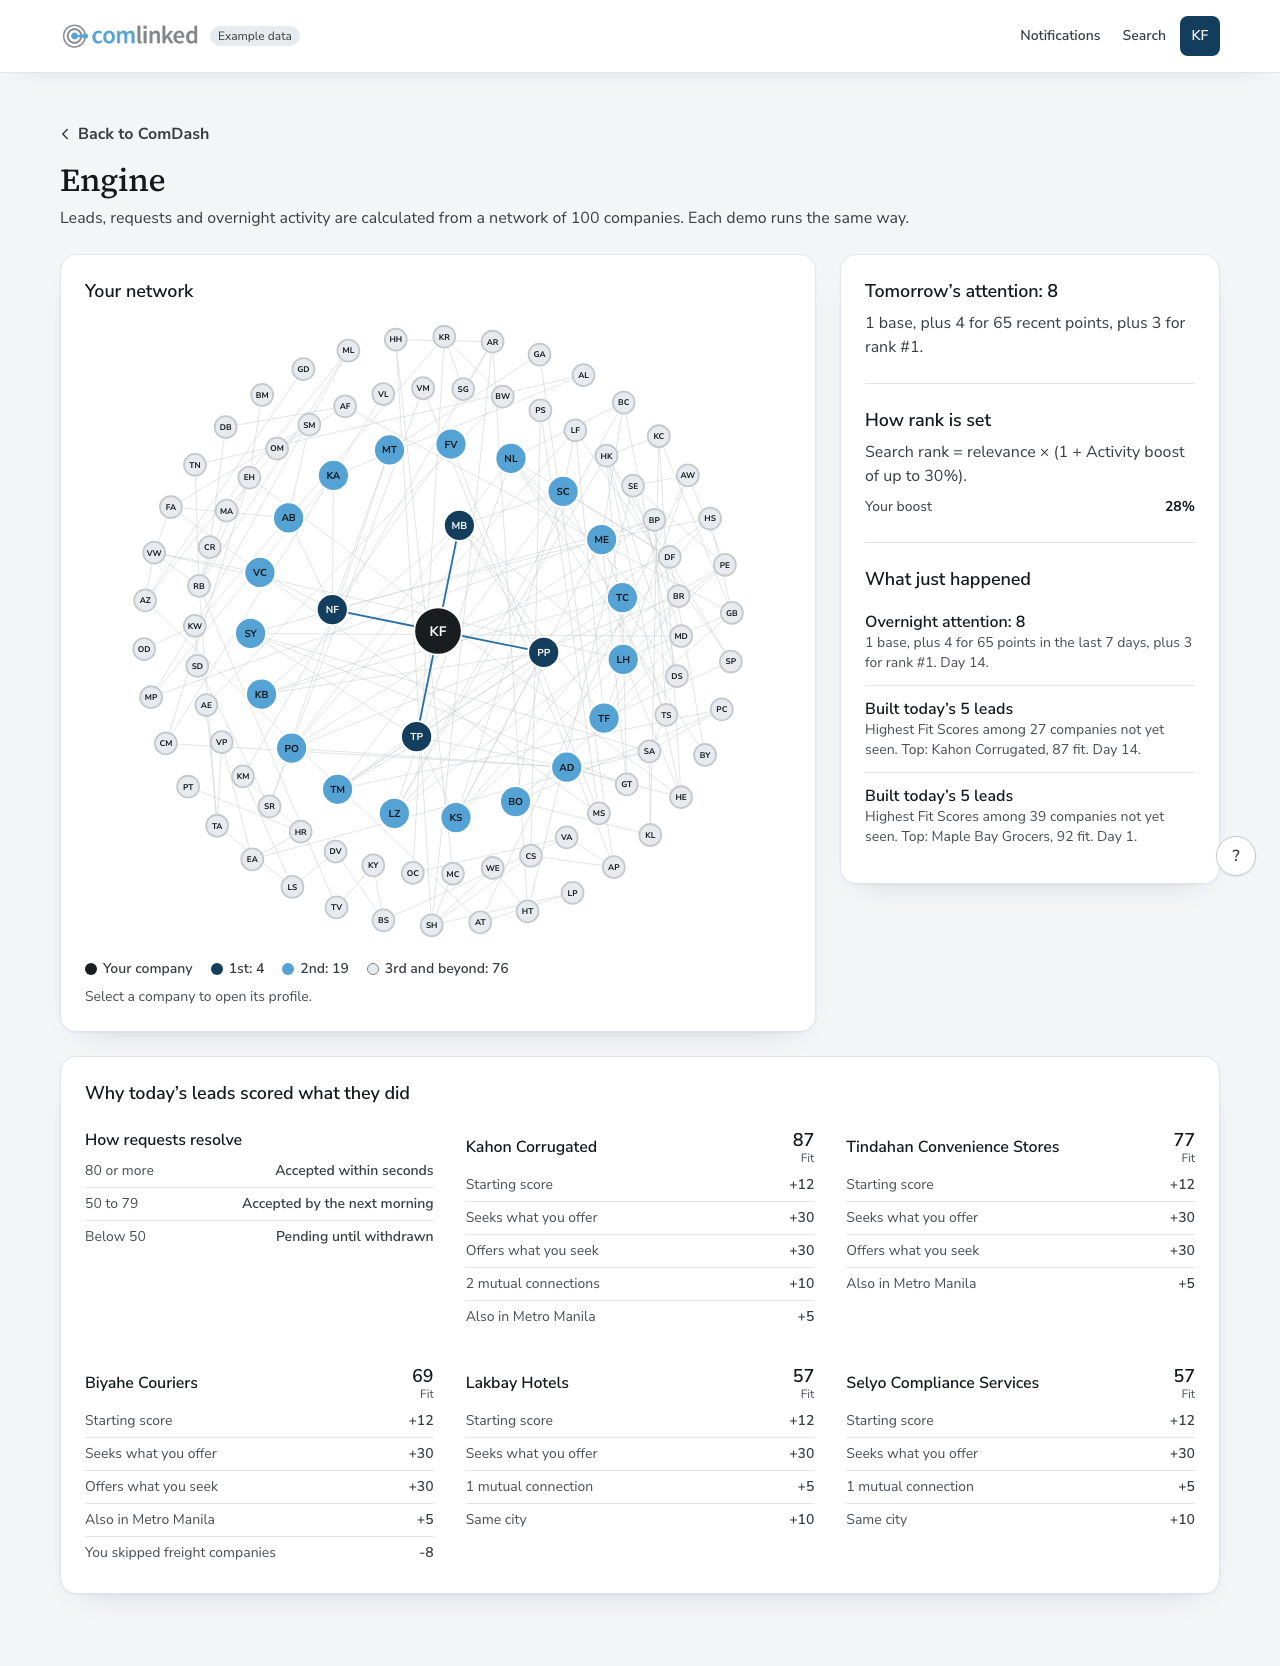 comlinked
Example data
Notifications
Search
KF
Back to ComDash
Engine
Leads, requests and overnight activity are calculated from a network of 100 companies. Each demo runs the same way.
Your network
HH
KR
AR
ML
GA
GD
AL
BM
VL
VM
SG
BW
BC
AF
PS
DB
SM
LF
KC
MT
FV
OM
NL
HK
TN
KA
EH
SC
SE
AW
FA
MA
AB
MB
BP
HS
VW
CR
ME
DF
PE
VC
RB
TC
BR
AZ
NF
GB
KW
SY
KF
MD
OD
PP
LH
SP
SD
DS
MP
KB
AE
TF
TS
PC
CM
VP
PO
TP
SA
BY
KM
AD
GT
PT
TM
HE
SR
BO
LZ
KS
MS
TA
HR
VA
KL
EA
DV
CS
KY
OC
MC
WE
AP
LS
LP
TV
BS
SH
AT
HT
Your company
1st: 4
2nd: 19
3rd and beyond: 76
Select a company to open its profile.
Tomorrow’s attention: 8
1 base, plus 4 for 65 recent points, plus 3 for
rank #1.
How rank is set
Search rank = relevance × (1 + Activity boost
of up to 30%).
Your boost 28%
What just happened
Overnight attention: 8
1 base, plus 4 for 65 points in the last 7 days, plus 3
for rank #1. Day 14.
Built today’s 5 leads
Highest Fit Scores among 27 companies not yet
seen. Top: Kahon Corrugated, 87 fit. Day 14.
Built today’s 5 leads
Highest Fit Scores among 39 companies not yet
seen. Top: Maple Bay Grocers, 92 fit. Day 1.
?
Why today’s leads scored what they did
How requests resolve
80 or more Accepted within seconds
50 to 79 Accepted by the next morning
Below 50 Pending until withdrawn
Kahon Corrugated 87
Fit
Starting score +12
Seeks what you offer +30
Offers what you seek +30
2 mutual connections +10
Also in Metro Manila +5
Tindahan Convenience Stores 77
Fit
Starting score +12
Seeks what you offer +30
Offers what you seek +30
Also in Metro Manila +5
Biyahe Couriers 69
Fit
Starting score +12
Seeks what you offer +30
Offers what you seek +30
Also in Metro Manila +5
You skipped freight companies -8
Lakbay Hotels 57
Fit
Starting score +12
Seeks what you offer +30
1 mutual connection +5
Same city +10
Selyo Compliance Services 57
Fit
Starting score +12
Seeks what you offer +30
1 mutual connection +5
Same city +10